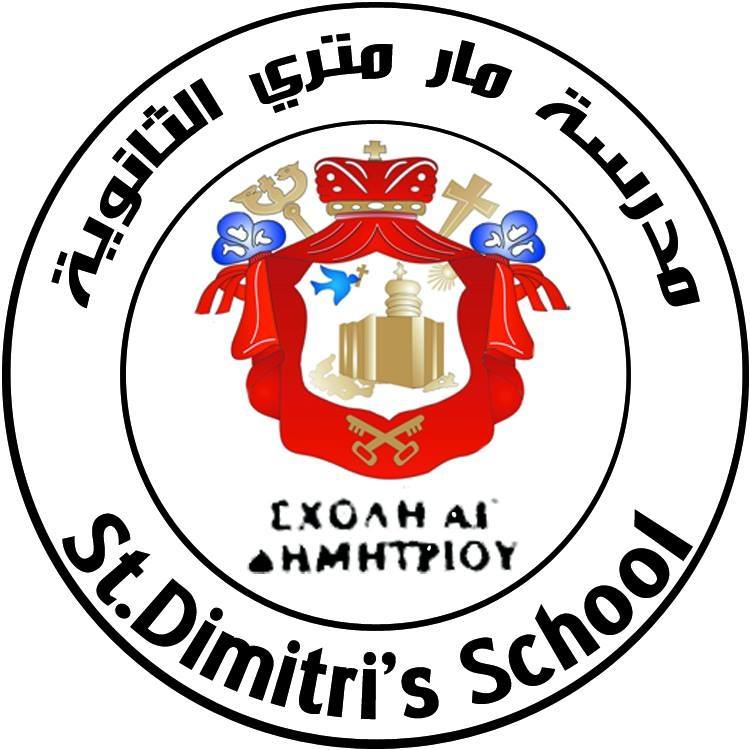 مدرسة مار متري الثانوية
ΣΧΟΛΗ ΑΓ
ΔΗΜΗΤΡΙΟΥ
St.Dimitri's School